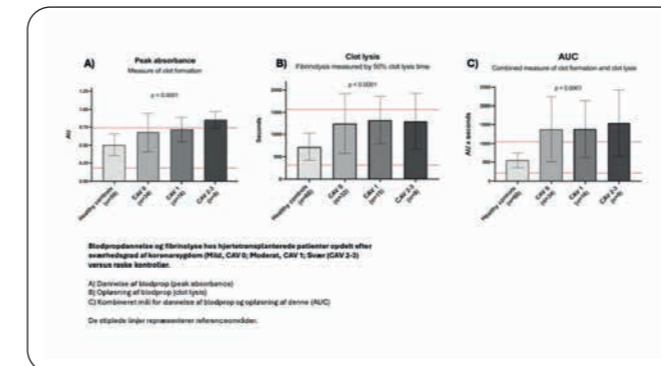 A)
Peak absorbance
Measure of clot formation
p < 0.0001
AU
Healthy controls
CAV 0
CAV 1
CAV 2-3
B)
Clot lysis
Fibrinolysis measured by 50% clot lysis time
p < 0.0001
Seconds
Healthy controls
CAV 0
CAV 1
CAV 2-3
C)
AUC
Combined measure of clot formation and clot lysis
p < 0.0001
AU x seconds
Healthy controls
CAV 0
CAV 1
CAV 2-3
Blodpropdannelse og fibrinolyse hos hjertetransplanterede patienter opdelt efter
sværhedsgrad af koronarsygdom (Mild, CAV 0; Moderat, CAV 1; Svær (CAV 2-3)
versus raske kontroller.
A) Dannelse af blodprop (peak absorbance)
B) Opløsning af blodprop (clot lysis)
C) Kombineret mål for dannelse af blodprop og opløsning af denne (AUC)
De stiplede linjer repræsenterer referenceområder.